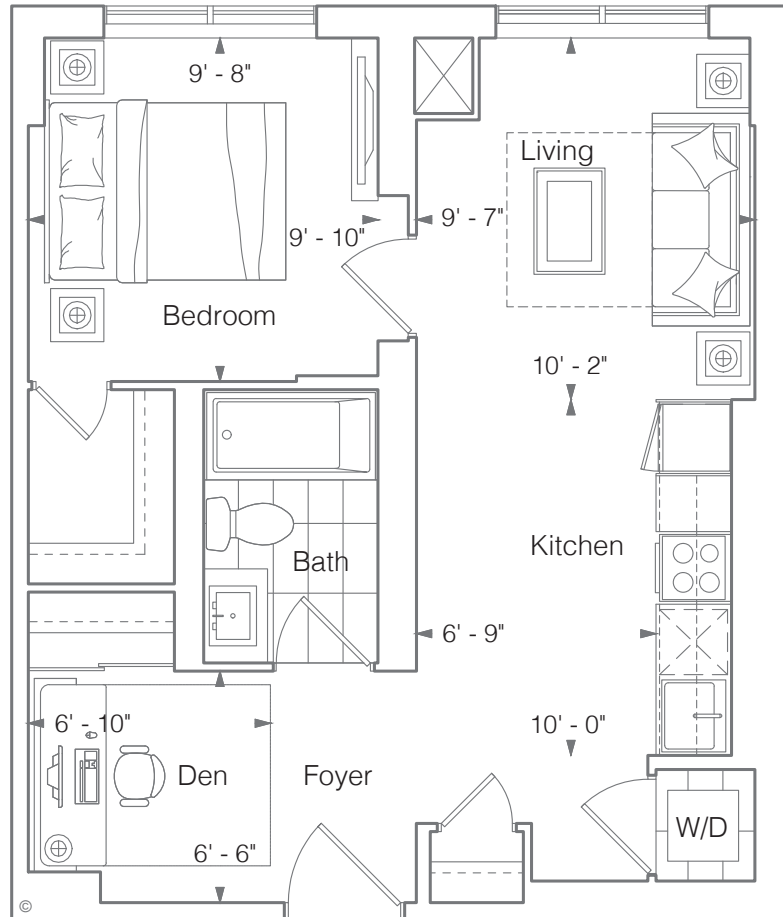 9' - 8"
Living
9' - 10"
9' - 7"
Bedroom
10' - 2"
Kitchen
Bath
6' - 9"
6' - 10"
10' - 0"
Den
Foyer
W/D
6' - 6"
©